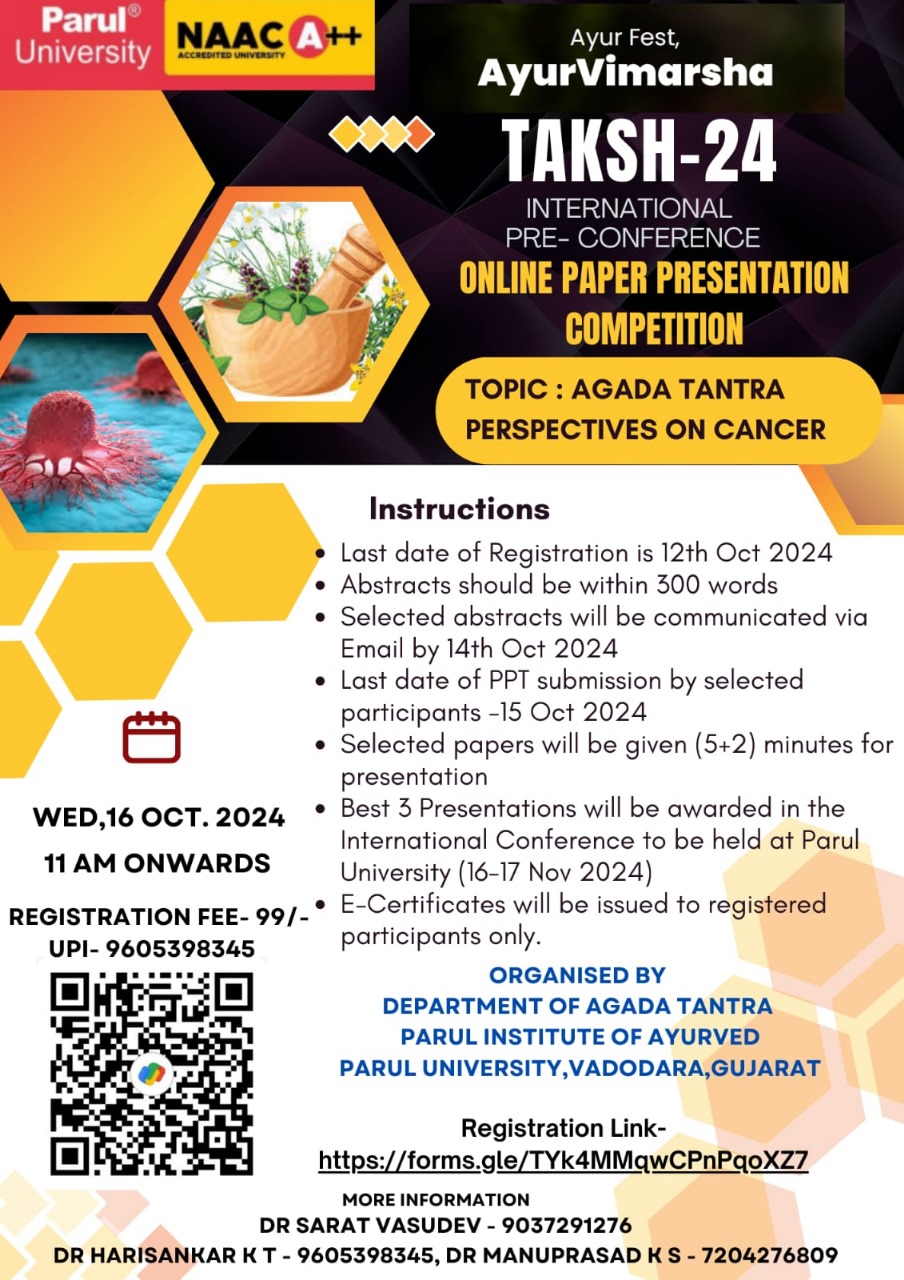 Parul®
University
NAAC A++
ACCREDITED UNIVERSITY
Ayur Fest,
AyurVimarsha
TAKSH-24
INTERNATIONAL
PRE- CONFERENCE
ONLINE PAPER PRESENTATION
COMPETITION
TOPIC : AGADA TANTRA
PERSPECTIVES ON CANCER
Instructions
• Last date of Registration is 12th Oct 2024
• Abstracts should be within 300 words
• Selected abstracts will be communicated via
Email by 14th Oct 2024
• Last date of PPT submission by selected
participants -15 Oct 2024
• Selected papers will be given (5+2) minutes for
presentation
• Best 3 Presentations will be awarded in the
International Conference to be held at Parul
University (16-17 Nov 2024)
• E-Certificates will be issued to registered
participants only.
WED,16 OCT. 2024
11 AM ONWARDS
REGISTRATION FEE- 99/-
UPI- 9605398345
ORGANISED BY
DEPARTMENT OF AGADA TANTRA
PARUL INSTITUTE OF AYURVED
PARUL UNIVERSITY,VADODARA,GUJARAT
Registration Link-
https://forms.gle/TYk4MMqwCPnPqoXZ7
MORE INFORMATION
DR SARAT VASUDEV - 9037291276
DR HARISANKAR K T - 9605398345, DR MANUPRASAD K S - 7204276809